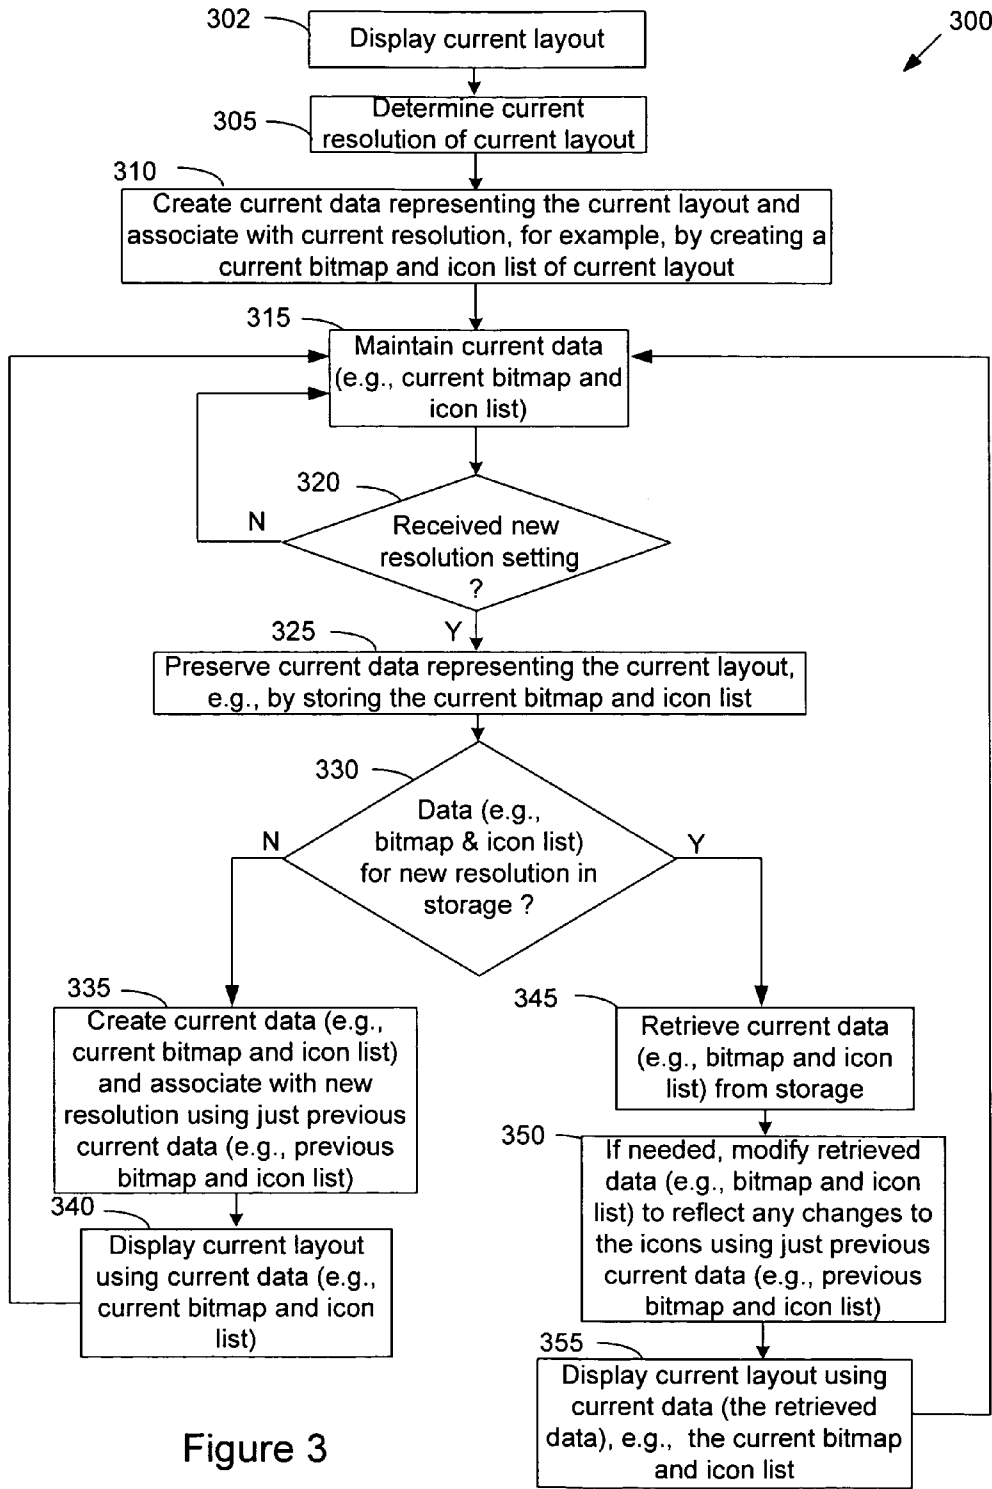 302
300
Display current layout
305
Determine current
resolution of current layout
310
Create current data representing the current layout and
associate with current resolution, for example, by creating a
current bitmap and icon list of current layout
315
Maintain current data
(e.g., current bitmap and
icon list)
320
N
Received new
resolution setting
?
Y
325
Preserve current data representing the current layout,
e.g., by storing the current bitmap and icon list
330
Data (e.g.,
bitmap & icon list)
for new resolution in
storage ?
N
Y
335
Create current data (e.g.,
current bitmap and icon list)
and associate with new
resolution using just previous
current data (e.g., previous
bitmap and icon list)
340
Display current layout
using current data (e.g.,
current bitmap and icon
list)
345
Retrieve current data
(e.g., bitmap and icon
list) from storage
350
If needed, modify retrieved
data (e.g., bitmap and icon
list) to reflect any changes to
the icons using just previous
current data (e.g., previous
bitmap and icon list)
355
Display current layout using
current data (the retrieved
data), e.g., the current bitmap
and icon list
Figure 3